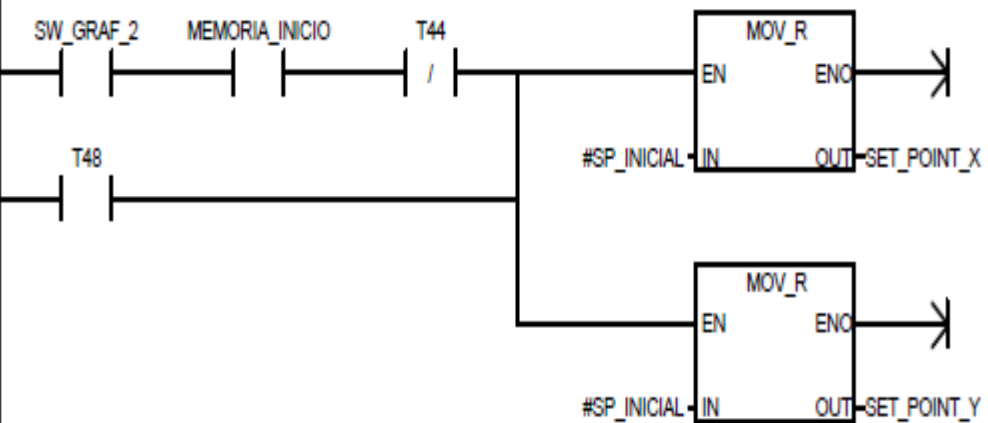 SW_GRAF_2 MEMORIA_INICIO T44 MOV_R
/ EN ENO
#SP_INICIAL IN OUT SET_POINT_X
T48
MOV_R
EN ENO
#SP_INICIAL IN OUT SET_POINT_Y